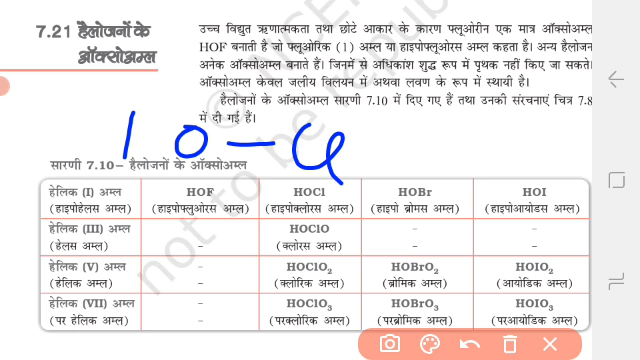 7.21 हैलोजनों के
ऑक्सोअम्ल
उच्च विद्युत ऋणात्मकता तथा छोटे आकार के कारण फ्लूओरीन एक मात्र ऑक्सोअम्ल
HOF बनाती है जो फ्लूओरिक (1) अम्ल या हाइपोफ्लूओरस अम्ल कहता है। अन्य हैलोजन
अनेक ऑक्सोअम्ल बनाते हैं। जिनमें से अधिकांश शुद्ध रूप में पृथक नहीं किए जा सकते।
ऑक्सोअम्ल केवल जलीय विलयन में अथवा लवण के रूप में स्थायी है।
हैलोजनों के ऑक्सोअम्ल सारणी 7.10 में दिए गए हैं तथा उनकी संरचनाएं चित्र 7.8
में दी गई हैं।
सारणी 7.10– हैलोजनों के ऑक्सोअम्ल
हेलिक (I) अम्ल HOF HOCl HOBr HOI
(हाइपोहेलस अम्ल) (हाइपोफ्लुओरस अम्ल) (हाइपोक्लोरस अम्ल) (हाइपो ब्रोमस अम्ल) (हाइपोआयोडस अम्ल)
हेलिक (III) अम्ल – HOClO – –
(हेलस अम्ल) – (क्लोरस अम्ल) – –
हेलिक (V) अम्ल – HOClO₂ HOBrO₂ HOIO₂
(हेलिक अम्ल) – (क्लोरिक अम्ल) (ब्रोमिक अम्ल) (आयोडिक अम्ल)
हेलिक (VII) अम्ल – HOClO₃ HOBrO₃ HOIO₃
(पर हेलिक अम्ल) – (परक्लोरिक अम्ल) (परब्रोमिक अम्ल) (परआयोडिक अम्ल)